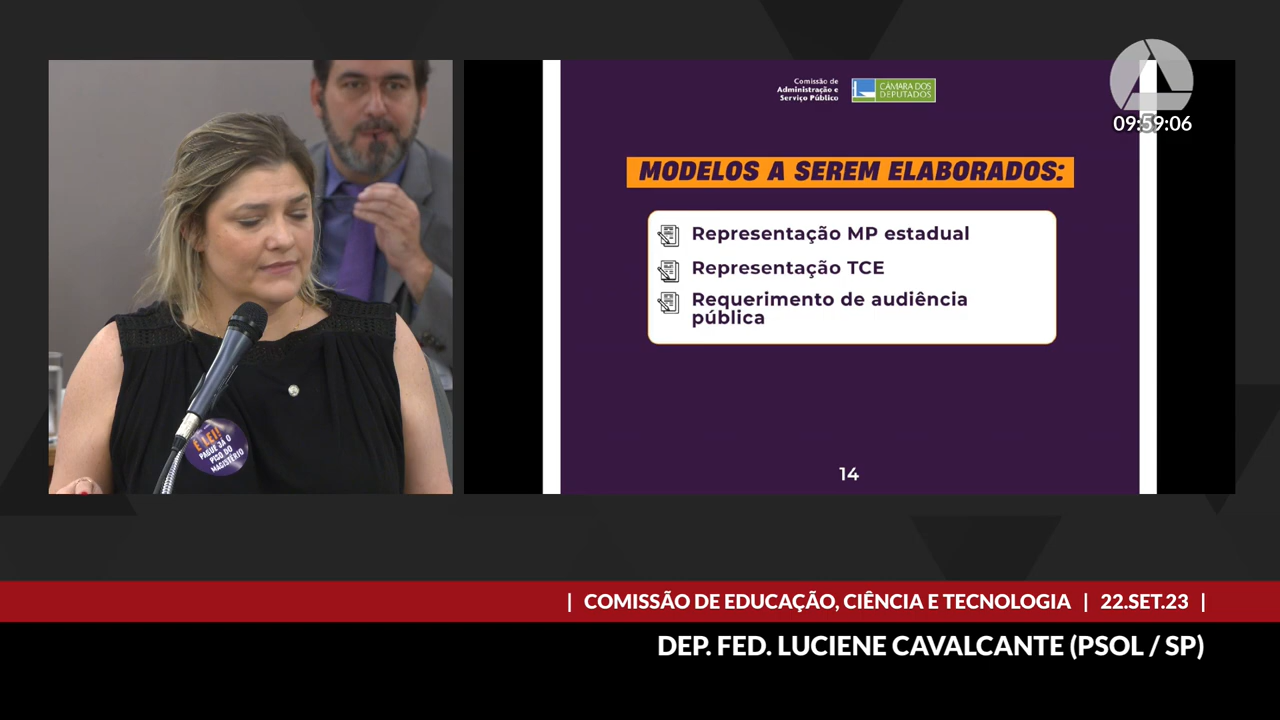 Comissão de
Administração e
Serviço Público
CÂMARA DOS
DEPUTADOS
09:59:06
MODELOS A SEREM ELABORADOS:
Representação MP estadual
Representação TCE
Requerimento de audiência
pública
14
É LEI!
PAGUE JÁ O
PISO DO
MAGISTÉRIO
| COMISSÃO DE EDUCAÇÃO, CIÊNCIA E TECNOLOGIA | 22.SET.23 |
DEP. FED. LUCIENE CAVALCANTE (PSOL / SP)